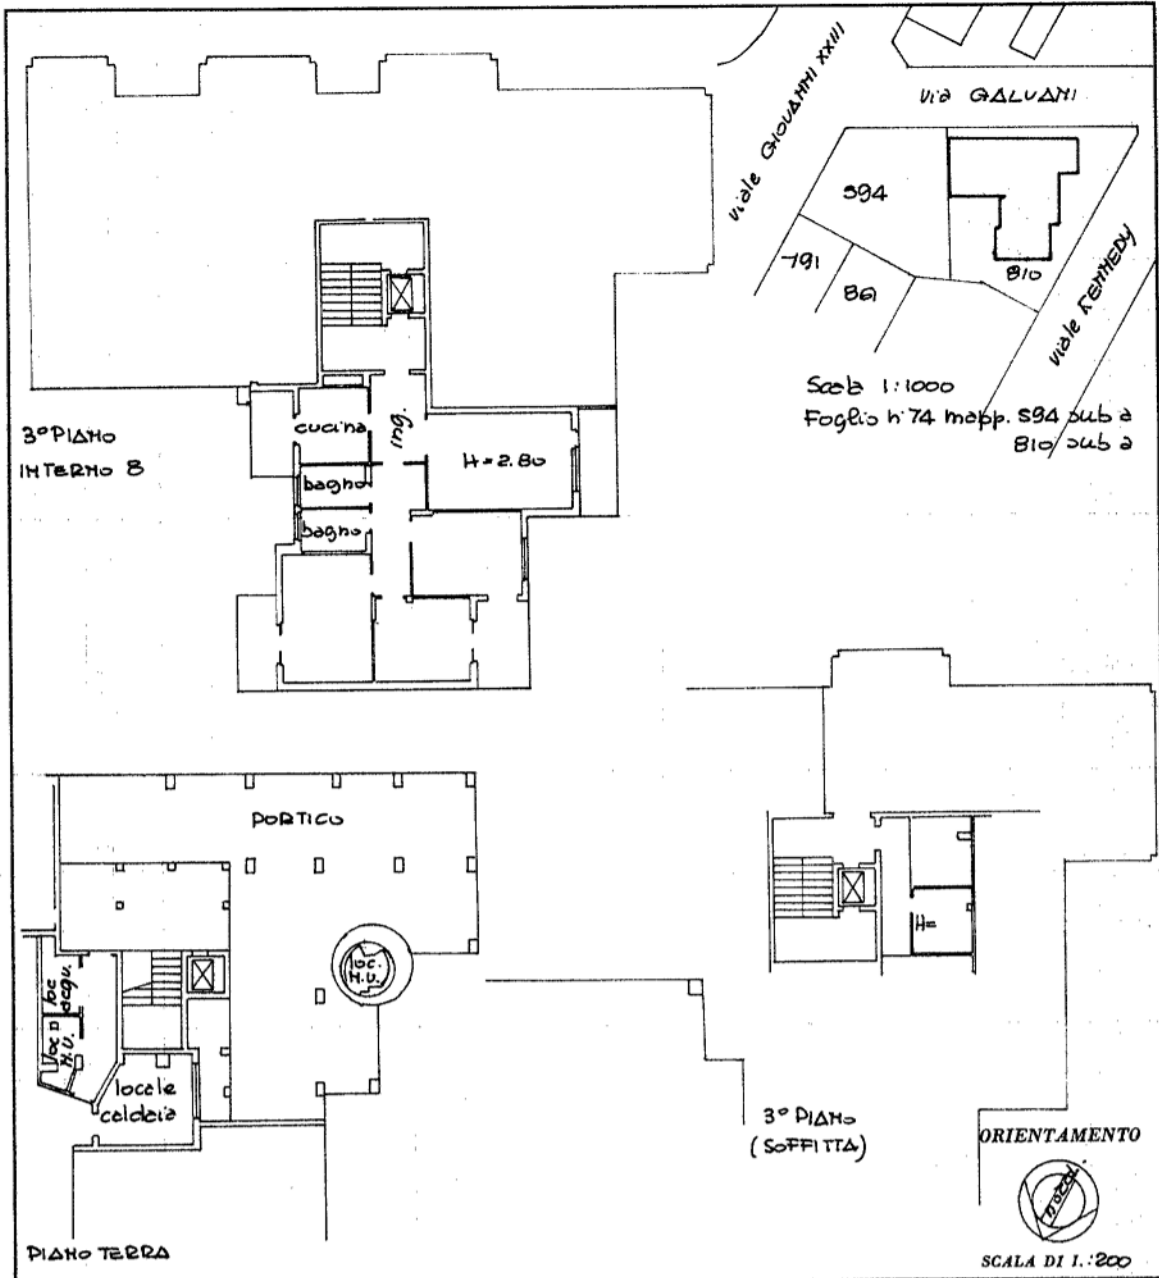 viale GIOVANNI XXIII
via GALVANI
594
791
861
810
viale KENNEDY
Scala 1:1000
Foglio n°74 mapp. 594 sub a
810 sub a
3° PIANO
INTERNO 8
cucina
ing.
H=2.80
bagno
bagno
PORTICO
loc.
M.U.
loc
acqu.
loc
M.U.
locale
caldaia
PIANO TERRA
H=
3° PIANO
(SOFFITTA)
ORIENTAMENTO
nord
SCALA DI 1.:200